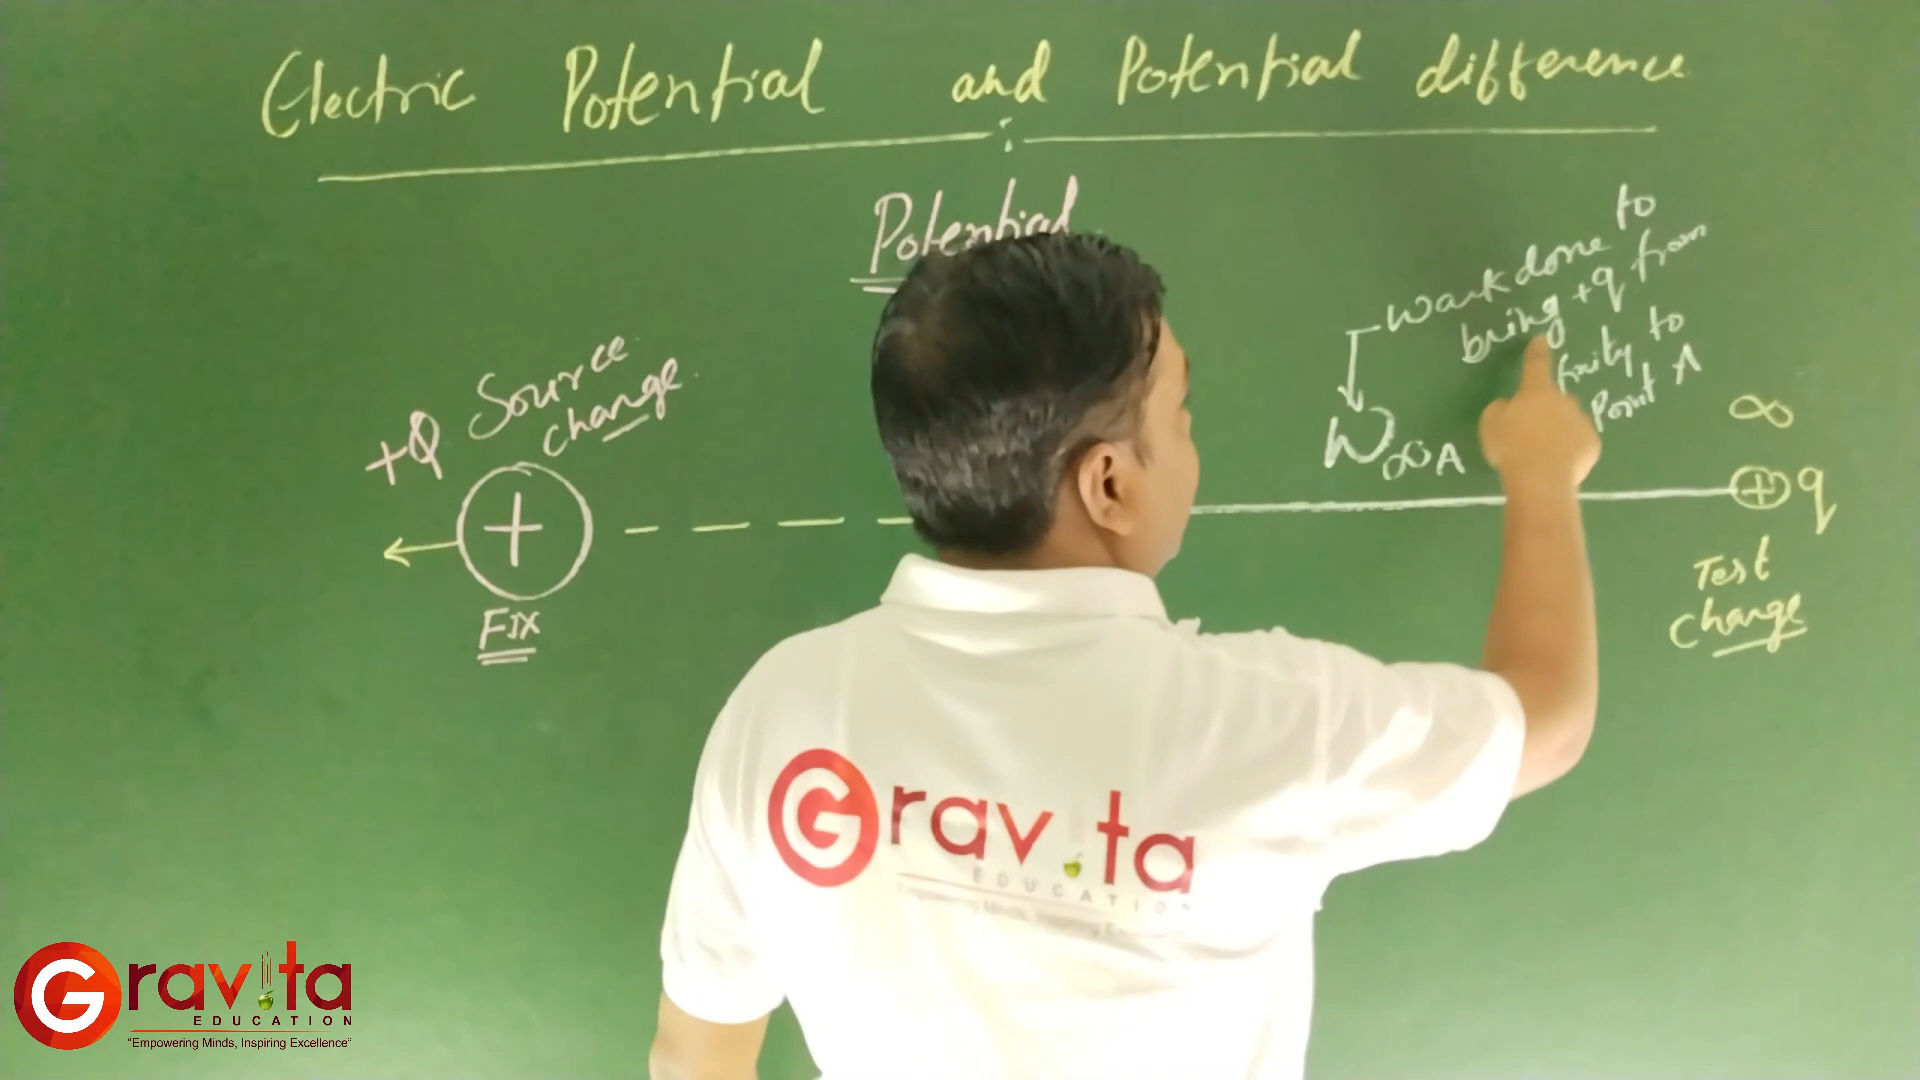 Electric Potential and Potential difference
Potential
Work done to
bring +q from
finity to
Point A
W∞A
+Q Source
charge
+
FIX
∞
+ q
Test
Charge
Gravita
EDUCATION
Gravita
EDUCATION
"Empowering Minds, Inspiring Excellence"